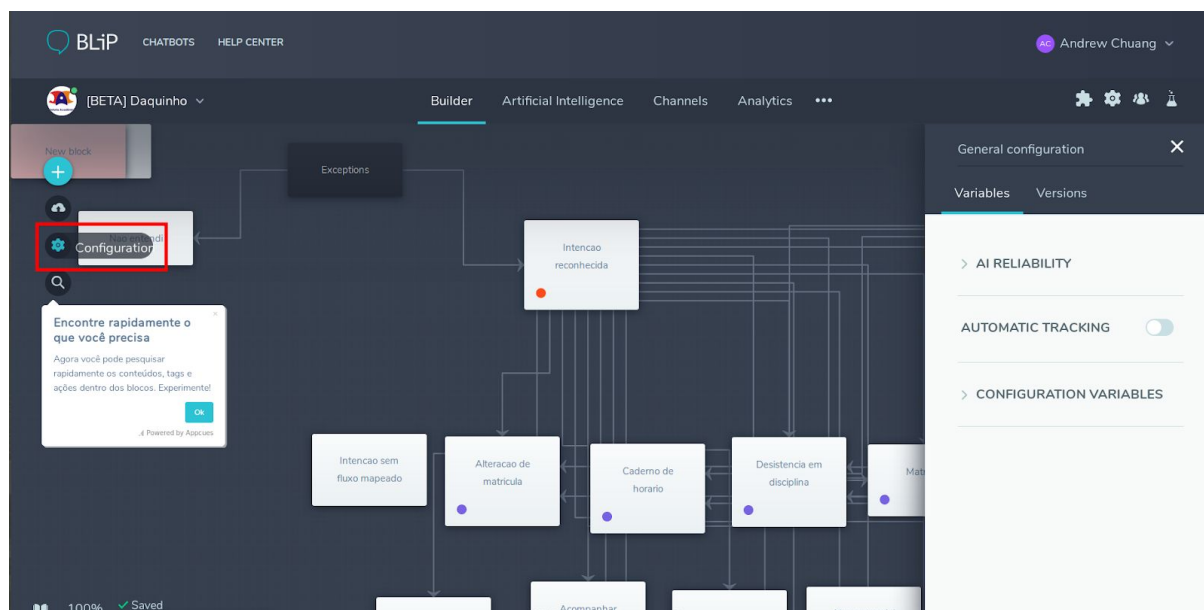 BLiP
CHATBOTS
HELP CENTER
AC
Andrew Chuang
[BETA] Daquinho
Builder
Artificial Intelligence
Channels
Analytics
New block
Exceptions
General configuration
Variables
Versions
Nao entendi
Configuration
Intencao
reconhecida
AI RELIABILITY
AUTOMATIC TRACKING
CONFIGURATION VARIABLES
Encontre rapidamente o
que você precisa
Agora você pode pesquisar
rapidamente os conteúdos, tags e
ações dentro dos blocos. Experimente!
Ok
Powered by Appcues
Intencao sem
fluxo mapeado
Alteracao de
matricula
Caderno de
horario
Desistencia em
disciplina
Acompanhar
100%
Saved